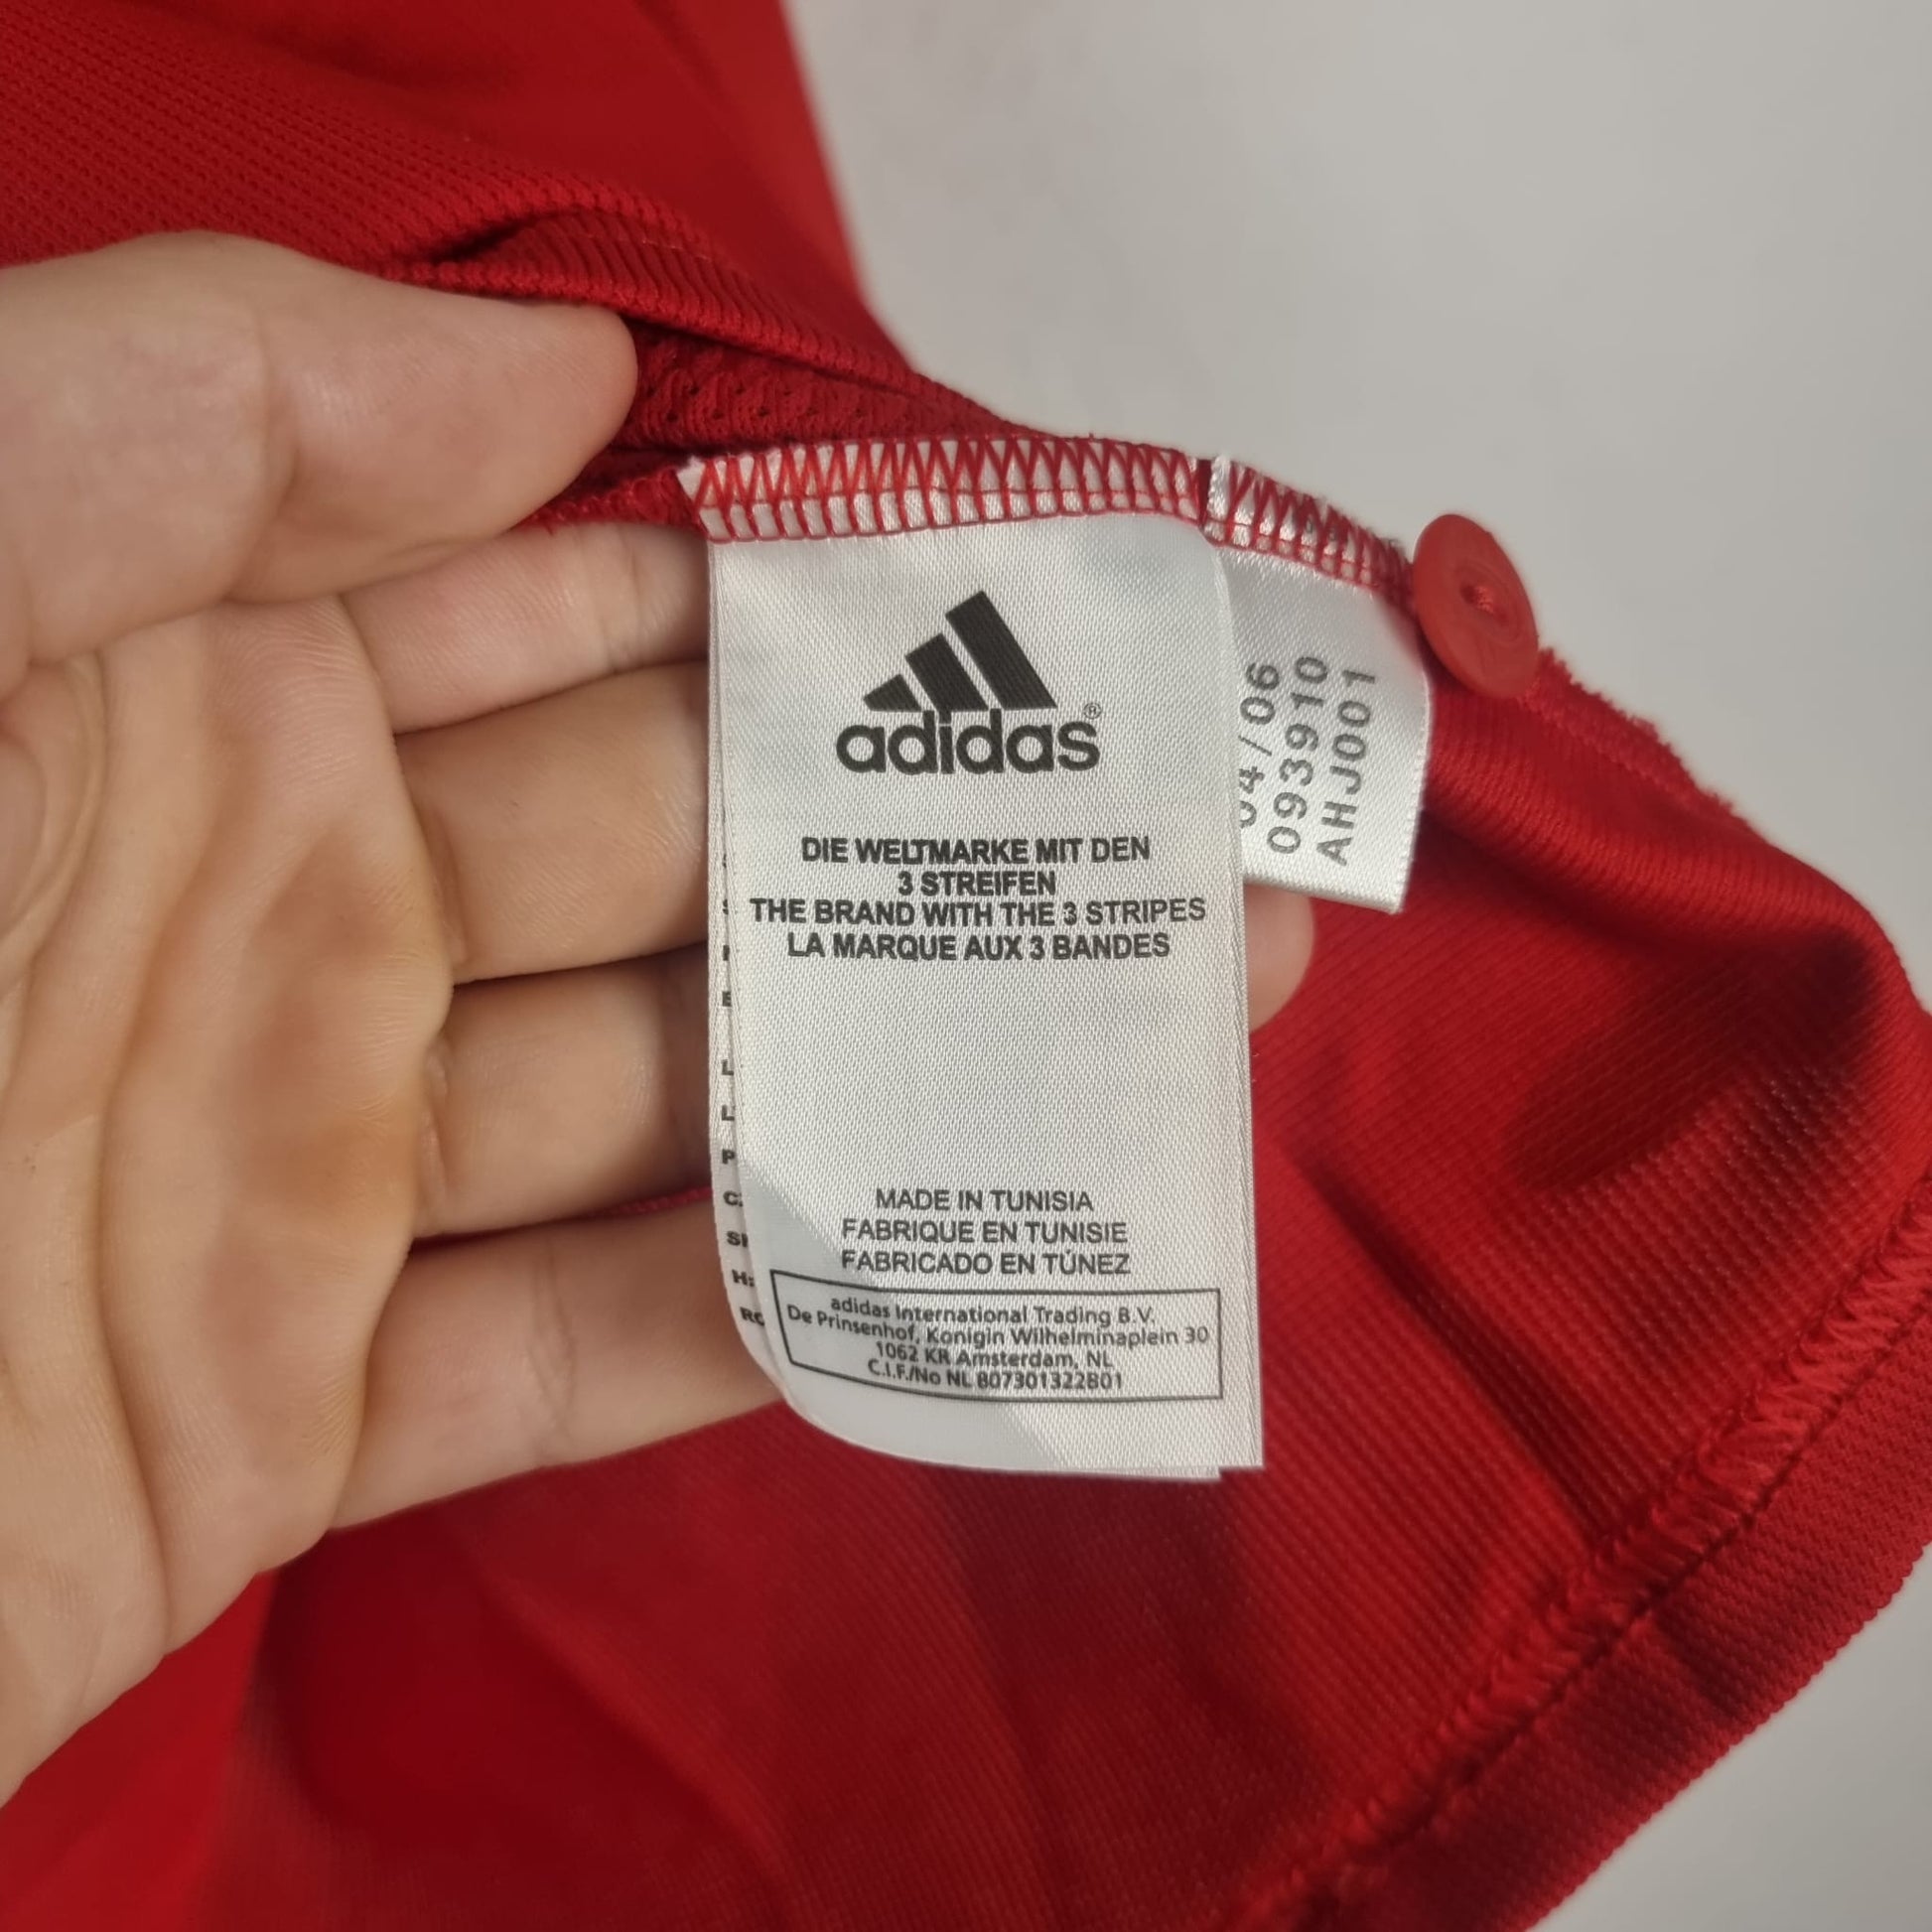 adidas®
DIE WELTMARKE MIT DEN
3 STREIFEN
THE BRAND WITH THE 3 STRIPES
LA MARQUE AUX 3 BANDES
MADE IN TUNISIA
FABRIQUE EN TUNISIE
FABRICADO EN TÚNEZ
adidas International Trading B.V.
De Prinsenhof, Konigin Wilhelminaplein 30
1062 KR Amsterdam, NL
C.I.F./No NL 807301322B01
04/06
093910
AHJ001